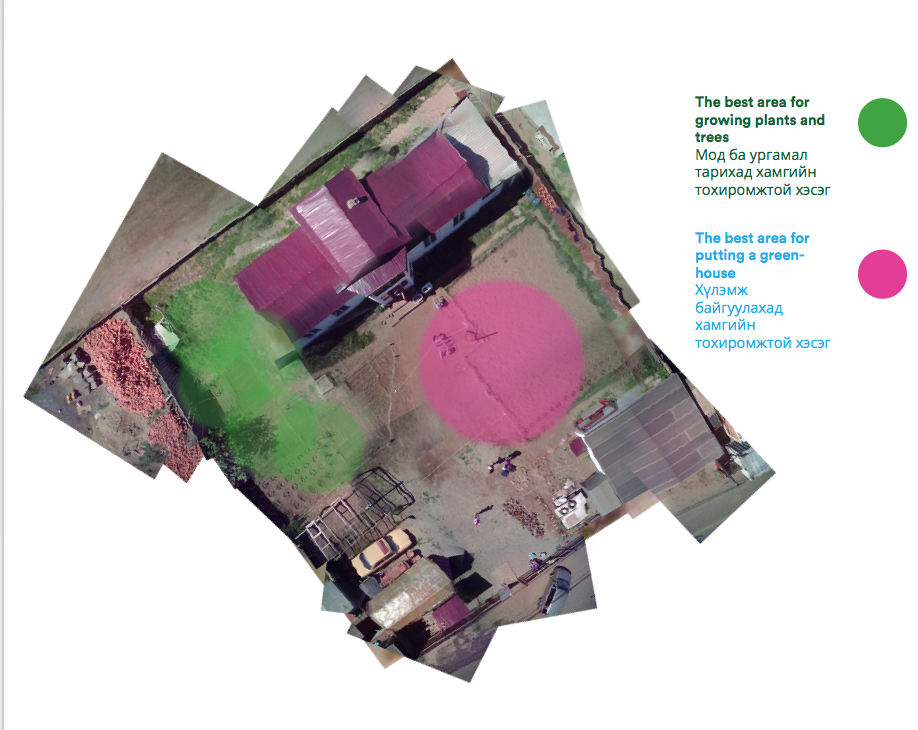 The best area for
growing plants and
trees
Мод ба ургамал
тарихад хамгийн
тохиромжтой хэсэг
The best area for
putting a green-
house
Хүлэмж
байгуулахад
хамгийн
тохиромжтой хэсэг